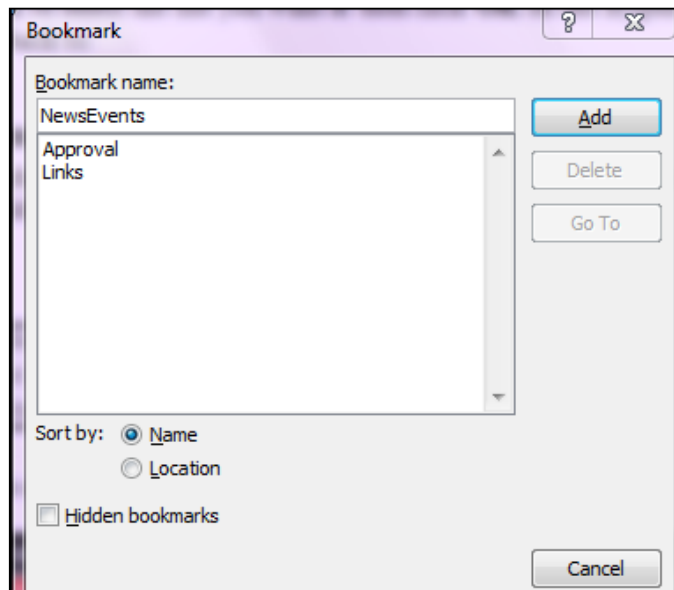 Bookmark
?
Bookmark name:
NewsEvents
Add
Approval
Links
Delete
Go To
Sort by:
Name
Location
Hidden bookmarks
Cancel